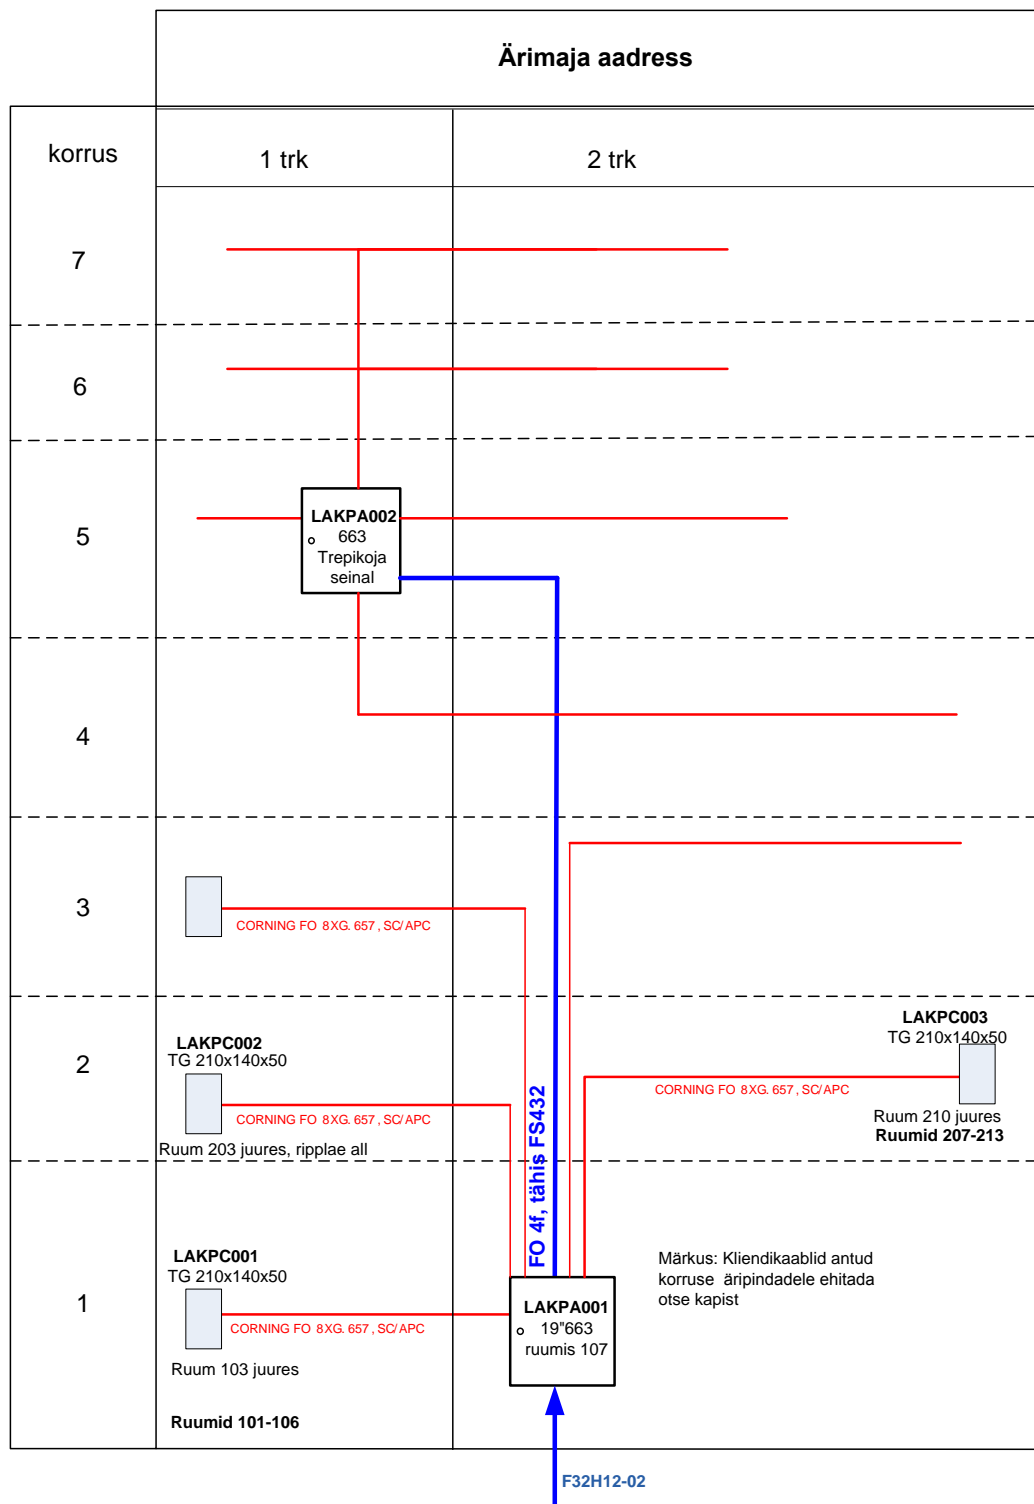 Ärimaja aadress
korrus
1 trk
2 trk
7
6
5
LAKPA002
663
Trepikoja
seinal
4
3
CORNING FO 8XG. 657, SC/APC
2
LAKPC002
TG 210x140x50
CORNING FO 8XG. 657, SC/APC
Ruum 203 juures, ripplae all
LAKPC003
TG 210x140x50
CORNING FO 8XG. 657, SC/APC
Ruum 210 juures
Ruumid 207-213
FO 4f, tähis FS432
1
LAKPC001
TG 210x140x50
CORNING FO 8XG. 657, SC/APC
Ruum 103 juures
Ruumid 101-106
LAKPA001
19"663
ruumis 107
Märkus: Kliendikaablid antud
korruse äripindadele ehitada
otse kapist
F32H12-02